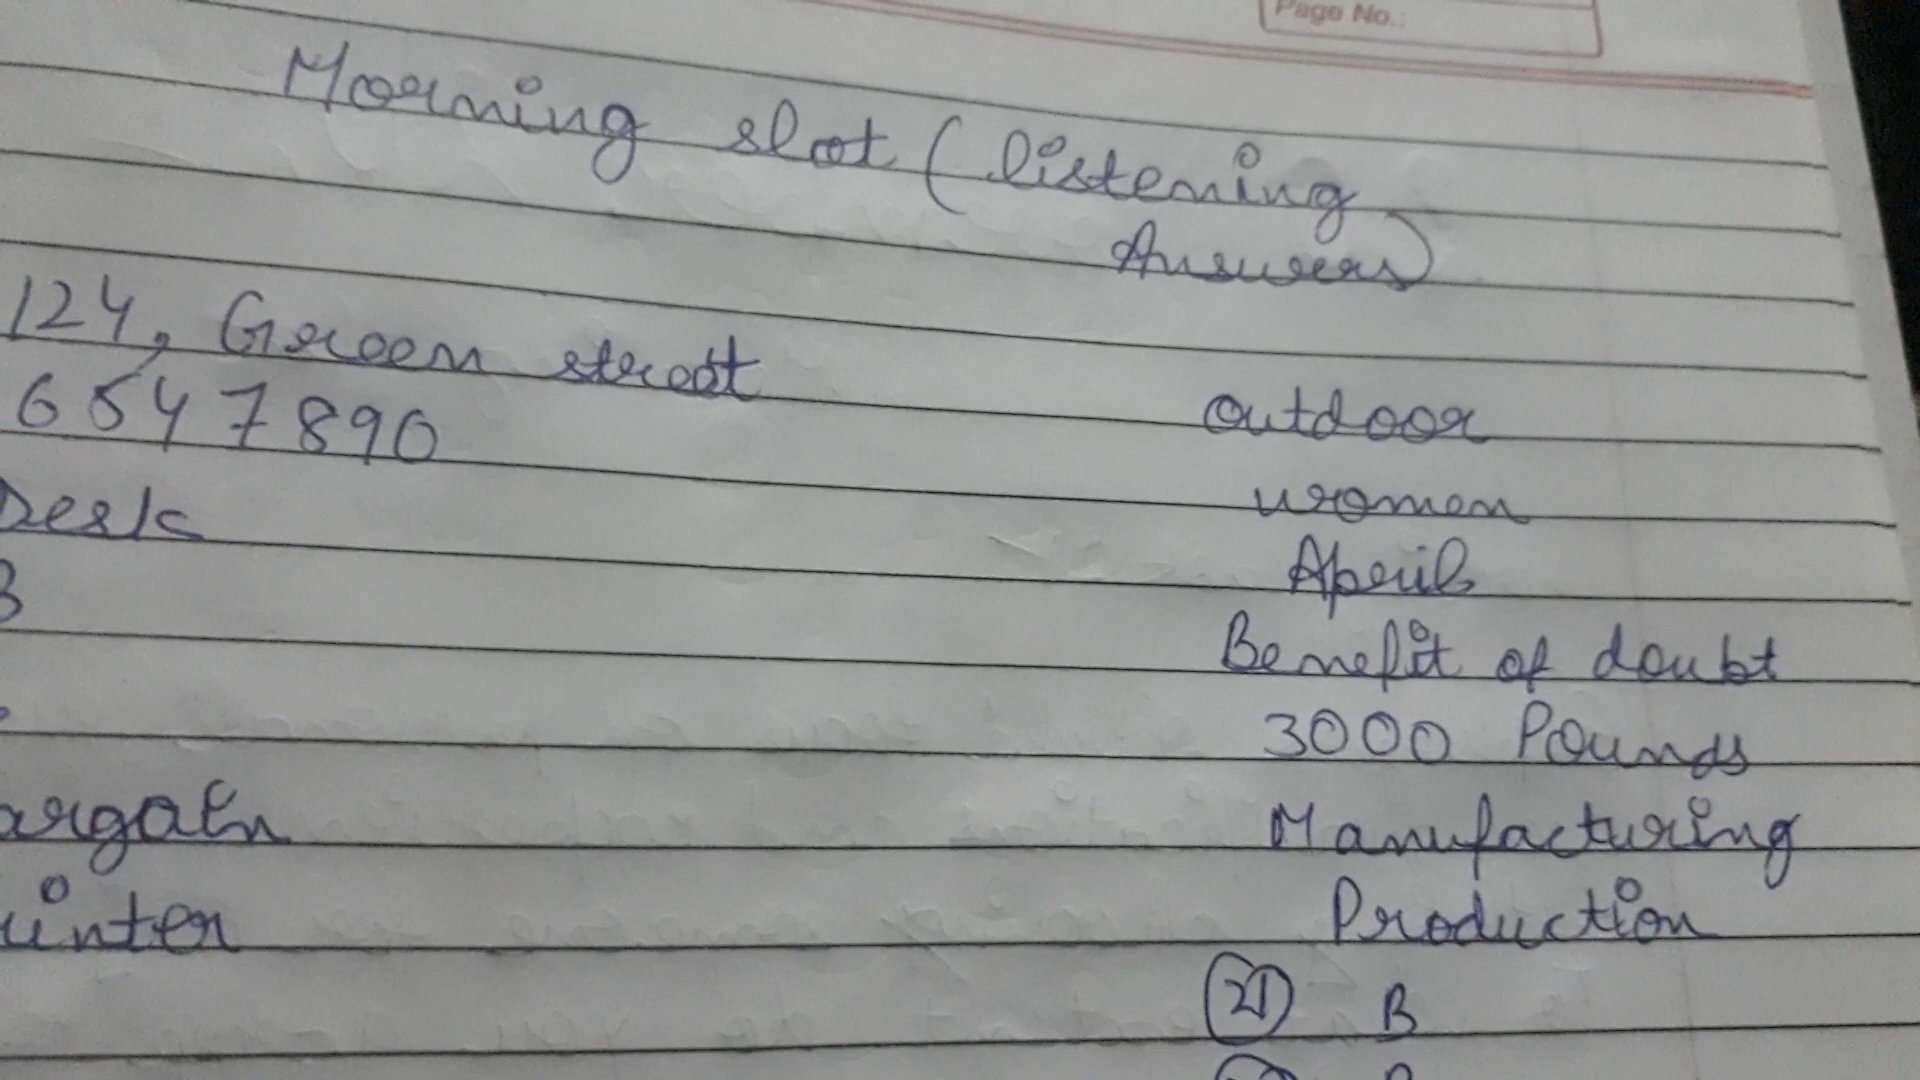 Page No.:
Morning slot (listening
Answers)
124, Green street
6547890
Desk
3
argain
inter
outdoor
women
April
Benefit of doubt
3000 Pounds
Manufacturing
Production
21 B